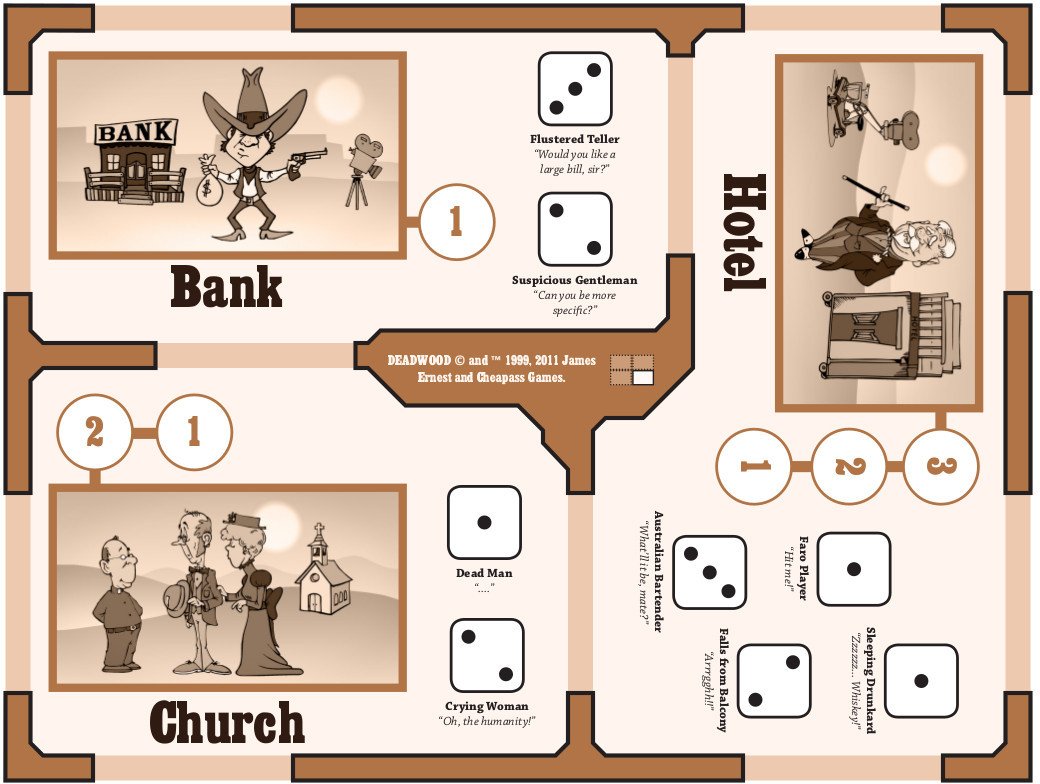 BANK
1
Bank
Flustered Teller
“Would you like a
large bill, sir?”
Suspicious Gentleman
“Can you be more
specific?”
Hotel
HOTEL
1
2
3
Australian Bartender
“What’ll it be, mate?”
Faro Player
“Hit me!”
Falls from Balcony
“Arrrgghh!!”
Sleeping Drunkard
“Zzzzzz... Whiskey!”
DEADWOOD © and ™ 1999, 2011 James
Ernest and Cheapass Games.
2
1
Dead Man
“....”
Crying Woman
“Oh, the humanity!”
Church